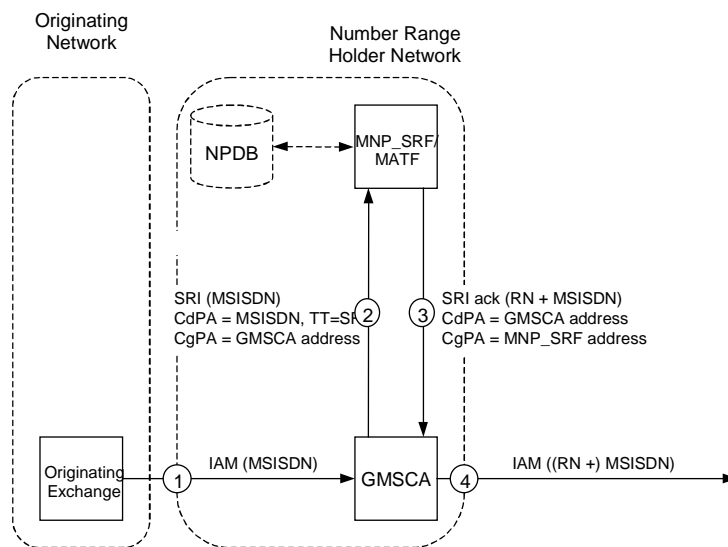 Originating
Network
Number Range
Holder Network
NPDB
MNP_SRF/
MATF
SRI (MSISDN)
CdPA = MSISDN, TT=
CgPA = GMSCA address
2
3
SRI ack (RN + MSISDN)
CdPA = GMSCA address
CgPA = MNP_SRF address
Originating
Exchange
1
IAM (MSISDN)
GMSCA
4
IAM ((RN +) MSISDN)